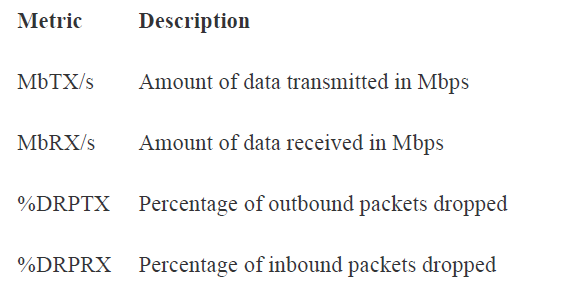 Metric Description
MbTX/s Amount of data transmitted in Mbps
MbRX/s Amount of data received in Mbps
%DRPTX Percentage of outbound packets dropped
%DRPRX Percentage of inbound packets dropped